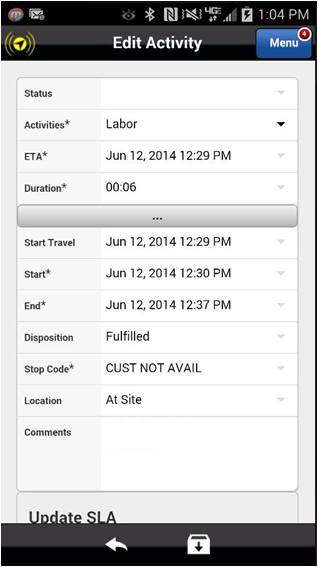 4G 1:04 PM
Edit Activity Menu 4
Status
Activities* Labor
ETA* Jun 12, 2014 12:29 PM
Duration* 00:06
...
Start Travel Jun 12, 2014 12:29 PM
Start* Jun 12, 2014 12:30 PM
End* Jun 12, 2014 12:37 PM
Disposition Fulfilled
Stop Code* CUST NOT AVAIL
Location At Site
Comments
Update SLA